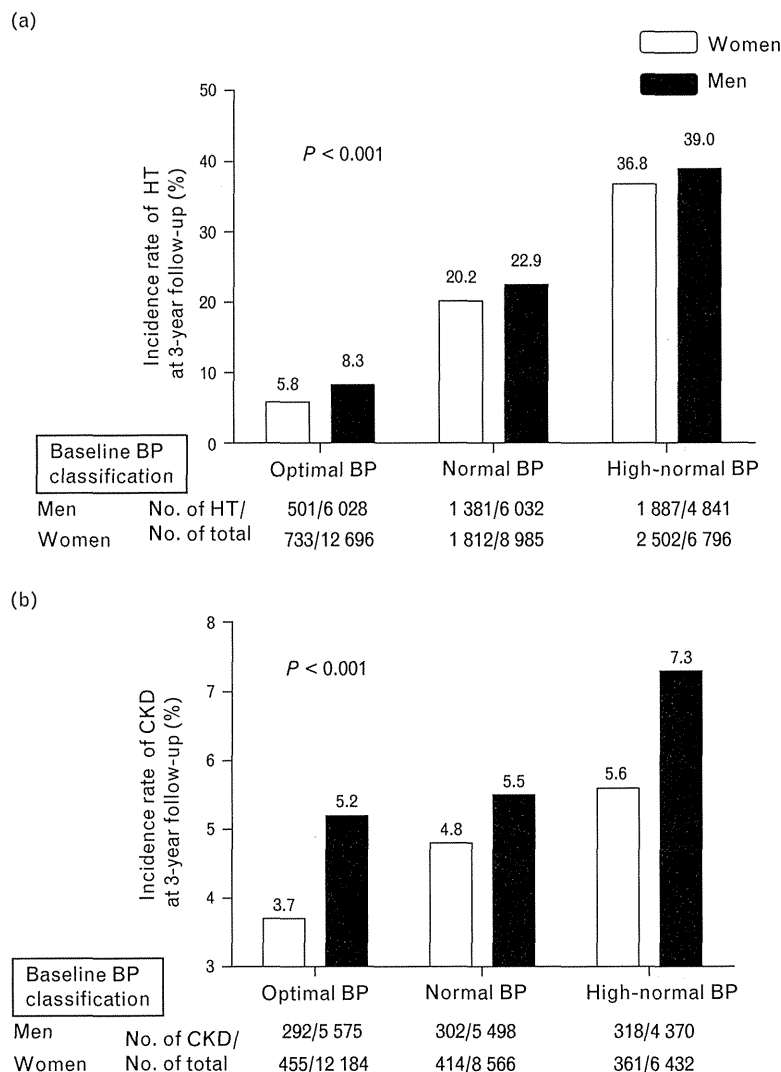 (a)
Women
Men
50
40
30
20
10
0
Incidence rate of HT
at 3-year follow-up (%)
P < 0.001
5.8
8.3
20.2
22.9
36.8
39.0
Baseline BP
classification
Optimal BP Normal BP High-normal BP
Men No. of HT/ 501/6 028 1 381/6 032 1 887/4 841
Women No. of total 733/12 696 1 812/8 985 2 502/6 796
(b)
8
7
6
5
4
3
Incidence rate of CKD
at 3-year follow-up (%)
P < 0.001
3.7
5.2
4.8
5.5
5.6
7.3
Baseline BP
classification
Optimal BP Normal BP High-normal BP
Men No. of CKD/ 292/5 575 302/5 498 318/4 370
Women No. of total 455/12 184 414/8 566 361/6 432